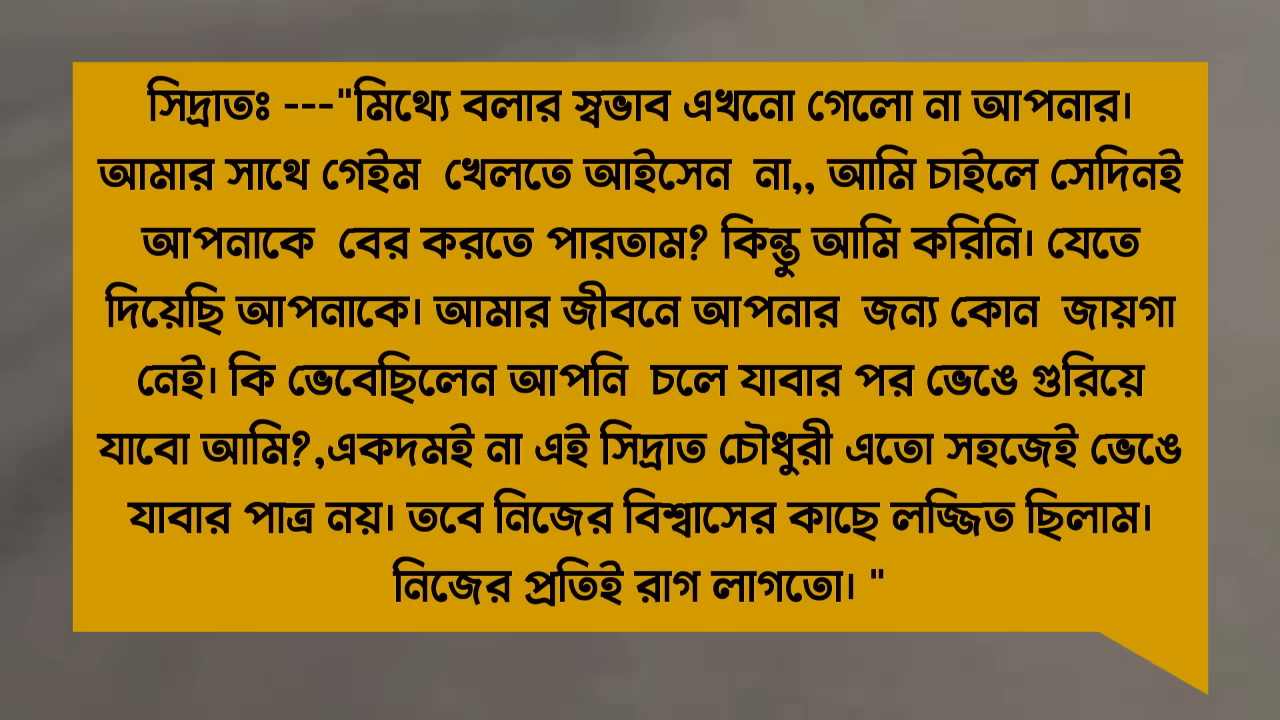 সিদ্রাতঃ ---"মিথ্যে বলার স্বভাব এখনো গেলো না আপনার।
আমার সাথে গেইম খেলতে আইসেন না,, আমি চাইলে সেদিনই
আপনাকে বের করতে পারতাম? কিন্তু আমি করিনি। যেতে
দিয়েছি আপনাকে। আমার জীবনে আপনার জন্য কোন জায়গা
নেই। কি ভেবেছিলেন আপনি চলে যাবার পর ভেঙে গুরিয়ে
যাবো আমি?,একদমই না এই সিদ্রাত চৌধুরী এতো সহজেই ভেঙে
যাবার পাত্র নয়। তবে নিজের বিশ্বাসের কাছে লজ্জিত ছিলাম।
নিজের প্রতিই রাগ লাগতো। "